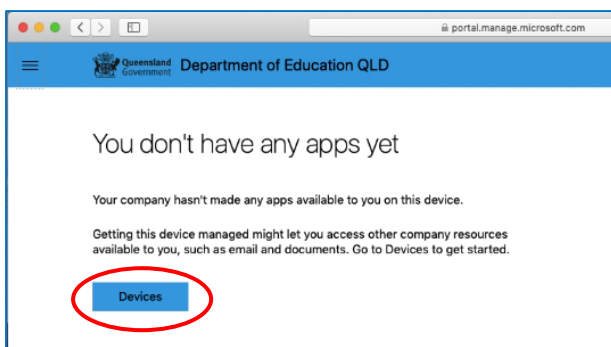 portal.manage.microsoft.com
Queensland Government Department of Education QLD
You don't have any apps yet
Your company hasn't made any apps available to you on this device.
Getting this device managed might let you access other company resources
available to you, such as email and documents. Go to Devices to get started.
Devices